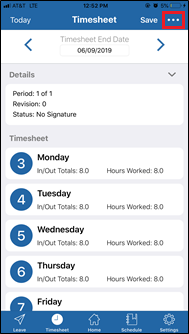 AT&T LTE 12:52 PM
Today Timesheet Save
Timesheet End Date
06/09/2019
Details
Period: 1 of 1
Revision: 0
Status: No Signature
Timesheet
3 Monday
In/Out Totals: 8.0 Hours Worked: 8.0
4 Tuesday
In/Out Totals: 8.0 Hours Worked: 8.0
5 Wednesday
In/Out Totals: 8.0 Hours Worked: 8.0
6 Thursday
In/Out Totals: 8.0 Hours Worked: 8.0
7 Friday
Leave Timesheet Home Schedule Settings